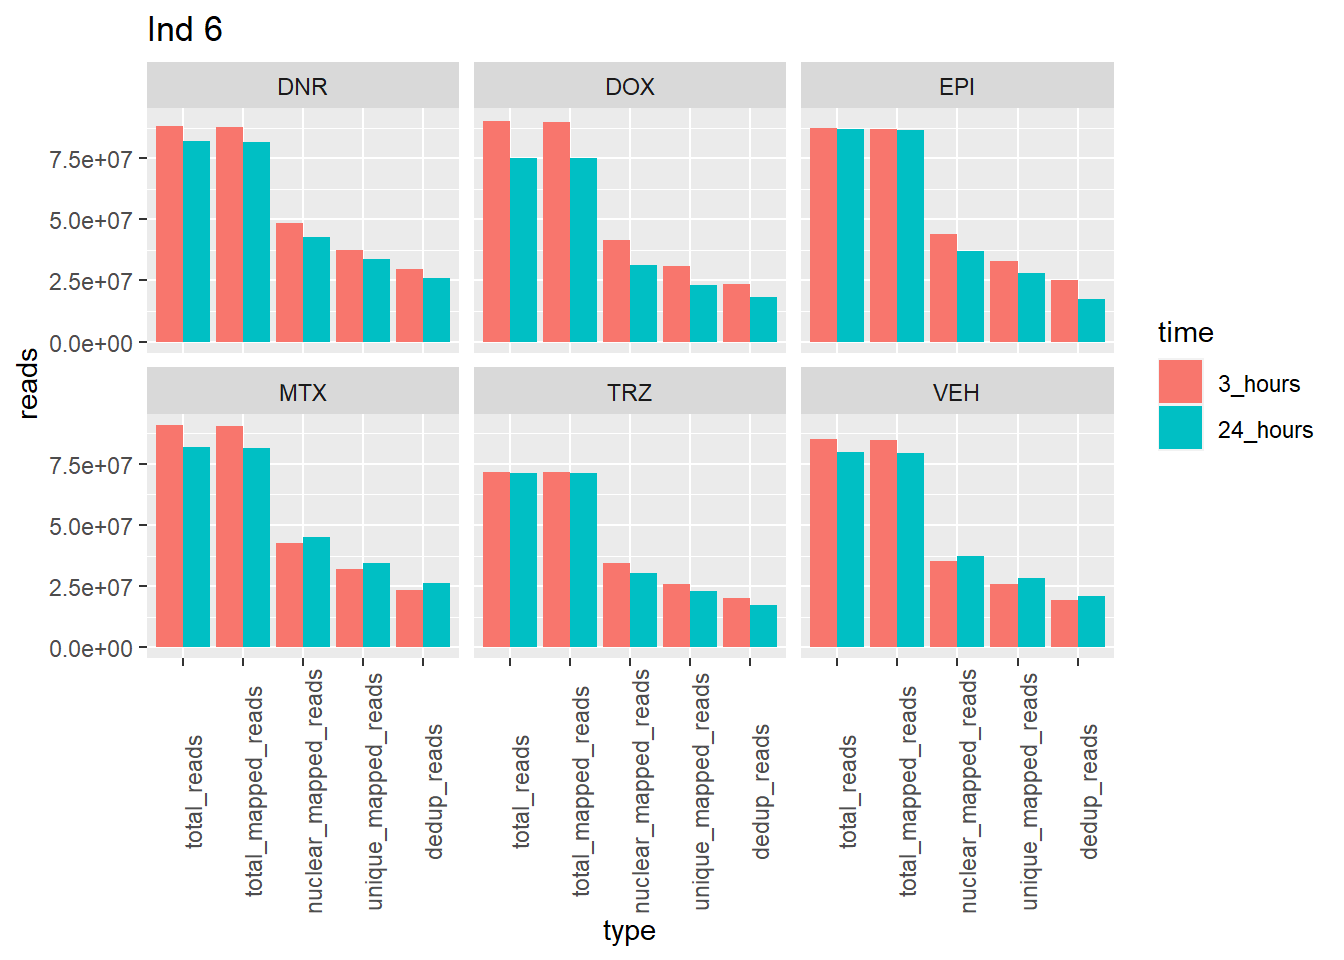 Ind 6
DNR
DOX
EPI
7.5e+07
5.0e+07
2.5e+07
0.0e+00
MTX
TRZ
VEH
7.5e+07
5.0e+07
2.5e+07
0.0e+00
reads
total_reads
total_mapped_reads
nuclear_mapped_reads
unique_mapped_reads
dedup_reads
total_reads
total_mapped_reads
nuclear_mapped_reads
unique_mapped_reads
dedup_reads
total_reads
total_mapped_reads
nuclear_mapped_reads
unique_mapped_reads
dedup_reads
type
time
3_hours
24_hours